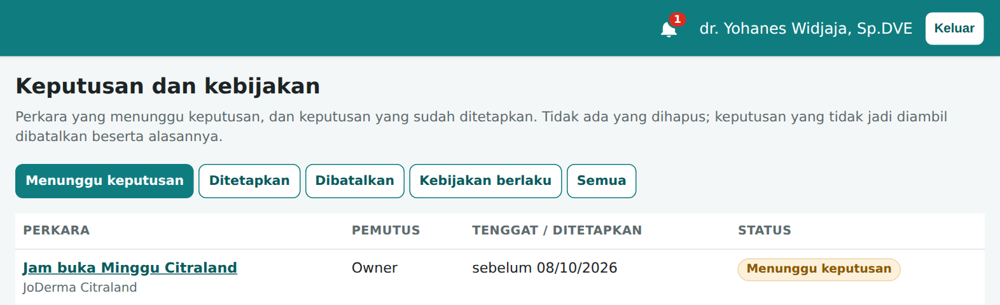 1
dr. Yohanes Widjaja, Sp.DVE
Keluar
Keputusan dan kebijakan
Perkara yang menunggu keputusan, dan keputusan yang sudah ditetapkan. Tidak ada yang dihapus; keputusan yang tidak jadi diambil
dibatalkan beserta alasannya.
Menunggu keputusan
Ditetapkan
Dibatalkan
Kebijakan berlaku
Semua
PERKARA
PEMUTUS
TENGGAT / DITETAPKAN
STATUS
Jam buka Minggu Citraland
Owner
sebelum 08/10/2026
Menunggu keputusan
JoDerma Citraland